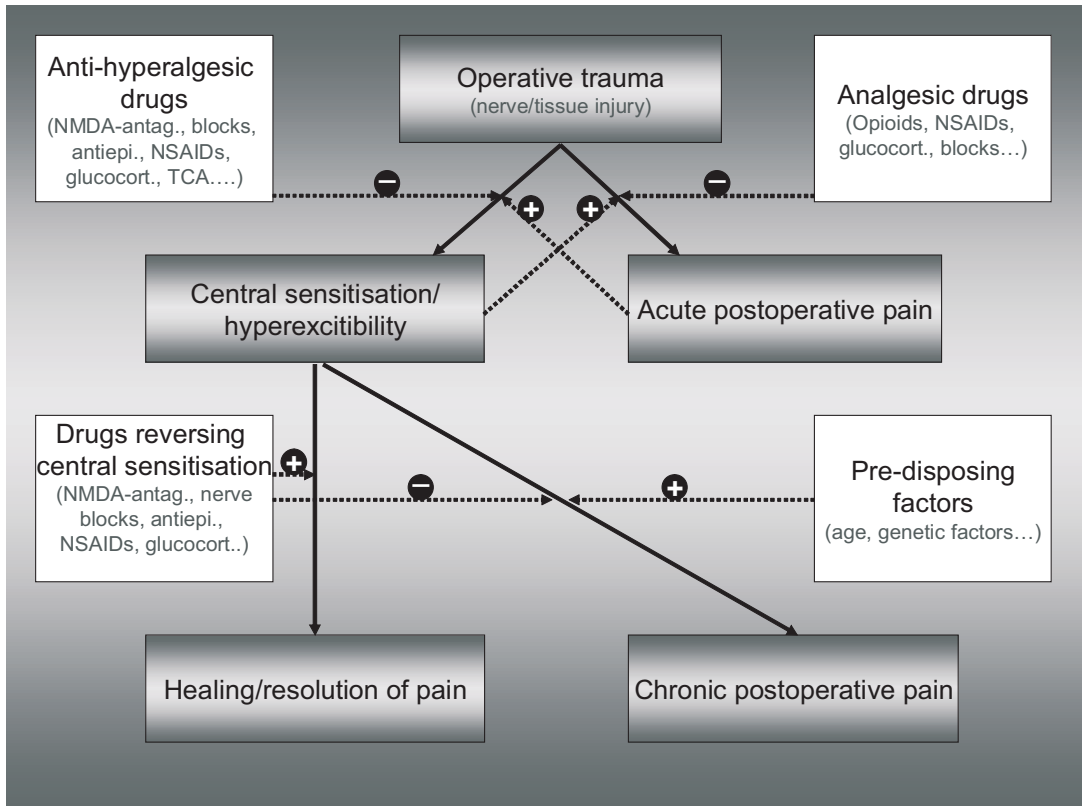 Anti-hyperalgesic
drugs
(NMDA-antag., blocks,
antiepi., NSAIDs,
glucocort., TCA....)
Operative trauma
(nerve/tissue injury)
Analgesic drugs
(Opioids, NSAIDs,
glucocort., blocks...)
−
−
+
+
Central sensitisation/
hyperexcitibility
Acute postoperative pain
Drugs reversing
central sensitisation
(NMDA-antag., nerve
blocks, antiepi.,
NSAIDs, glucocort..)
+
−
+
Pre-disposing
factors
(age, genetic factors...)
Healing/resolution of pain
Chronic postoperative pain